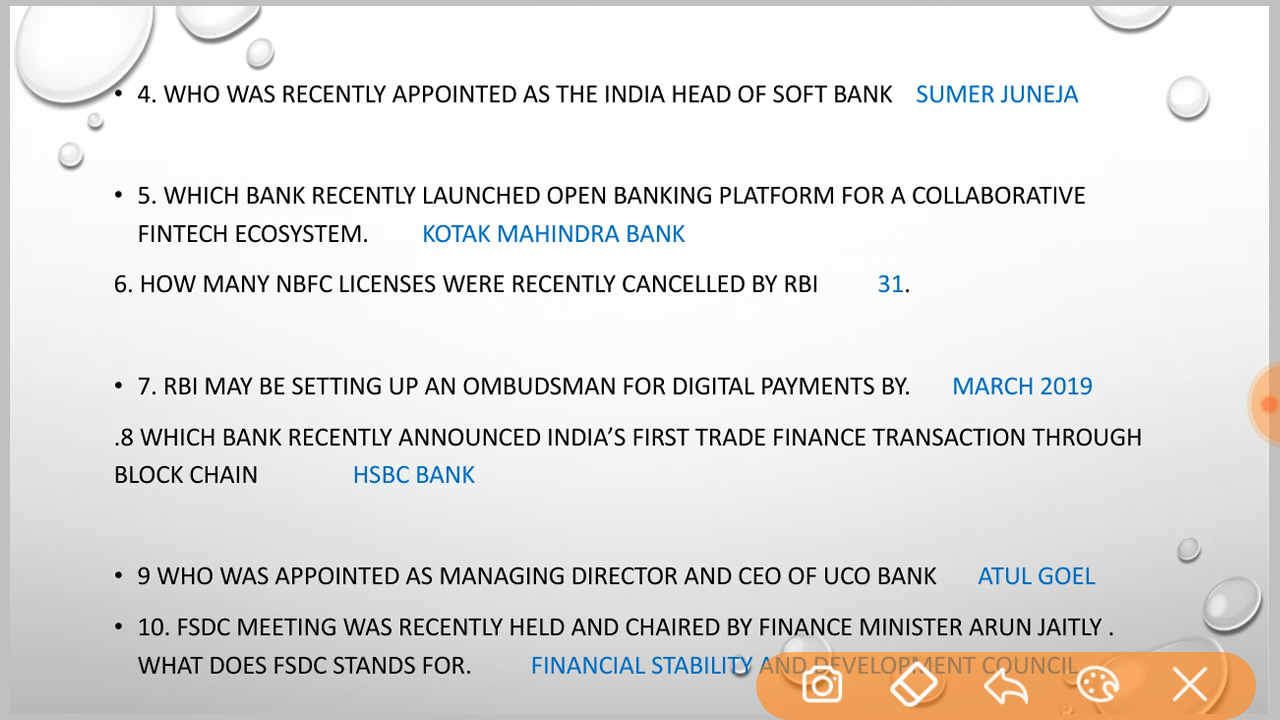 • 4. WHO WAS RECENTLY APPOINTED AS THE INDIA HEAD OF SOFT BANK SUMER JUNEJA
• 5. WHICH BANK RECENTLY LAUNCHED OPEN BANKING PLATFORM FOR A COLLABORATIVE
FINTECH ECOSYSTEM. KOTAK MAHINDRA BANK
6. HOW MANY NBFC LICENSES WERE RECENTLY CANCELLED BY RBI 31.
• 7. RBI MAY BE SETTING UP AN OMBUDSMAN FOR DIGITAL PAYMENTS BY. MARCH 2019
.8 WHICH BANK RECENTLY ANNOUNCED INDIA’S FIRST TRADE FINANCE TRANSACTION THROUGH
BLOCK CHAIN HSBC BANK
• 9 WHO WAS APPOINTED AS MANAGING DIRECTOR AND CEO OF UCO BANK ATUL GOEL
• 10. FSDC MEETING WAS RECENTLY HELD AND CHAIRED BY FINANCE MINISTER ARUN JAITLY .
WHAT DOES FSDC STANDS FOR. FINANCIAL STABILITY AND DEVELOPMENT COUNCIL